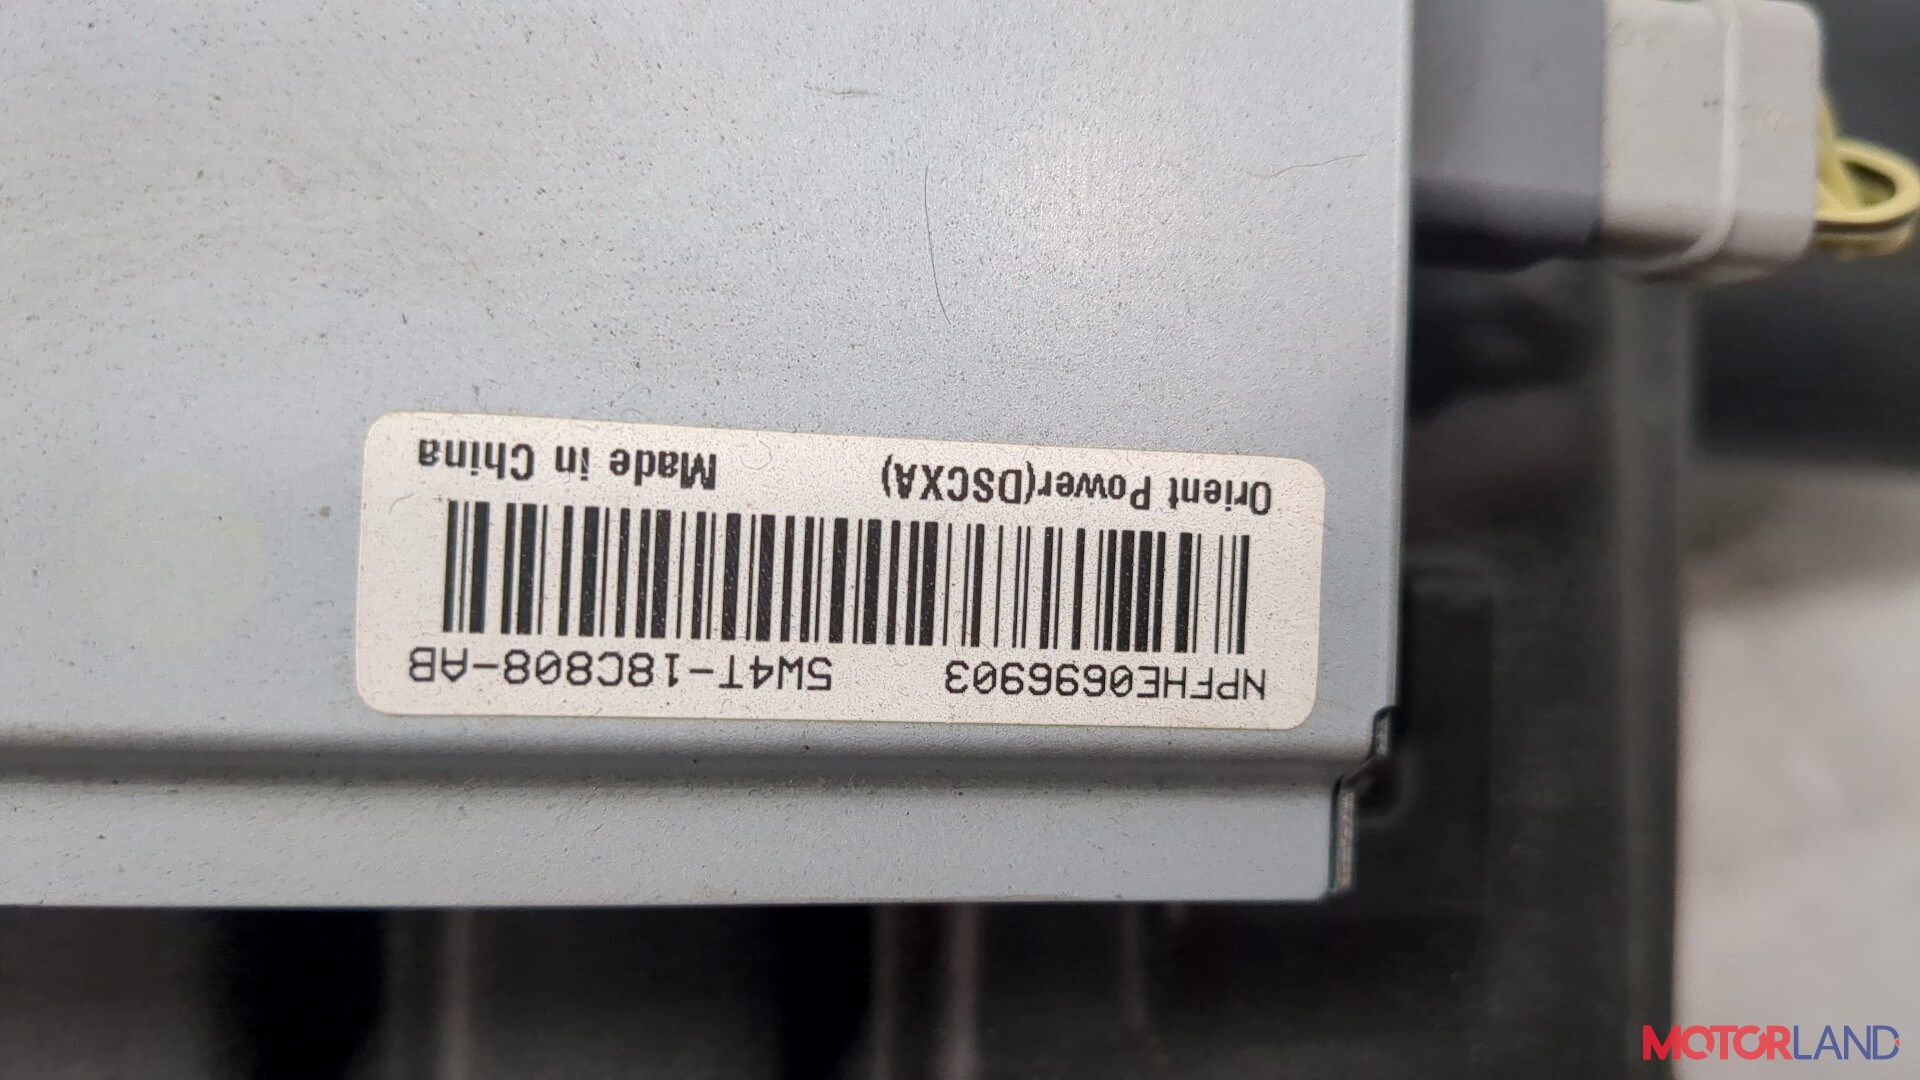 NPFHE0696903 5W4T-18C808-AB
Orient Power(DSCXA) Made in China
MOTORLAND